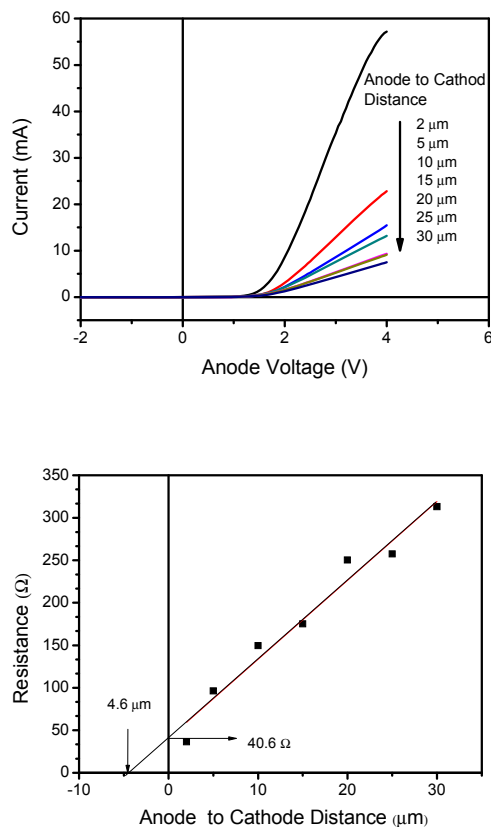 60
50
40
30
20
10
0
Current (mA)
Anode to Cathod
Distance
2 μm
5 μm
10 μm
15 μm
20 μm
25 μm
30 μm
-2 0 2 4 6
Anode Voltage (V)
350
300
250
200
150
100
50
0
Resistance (Ω)
4.6 μm
40.6 Ω
-10 0 10 20 30
Anode to Cathode Distance (μm)